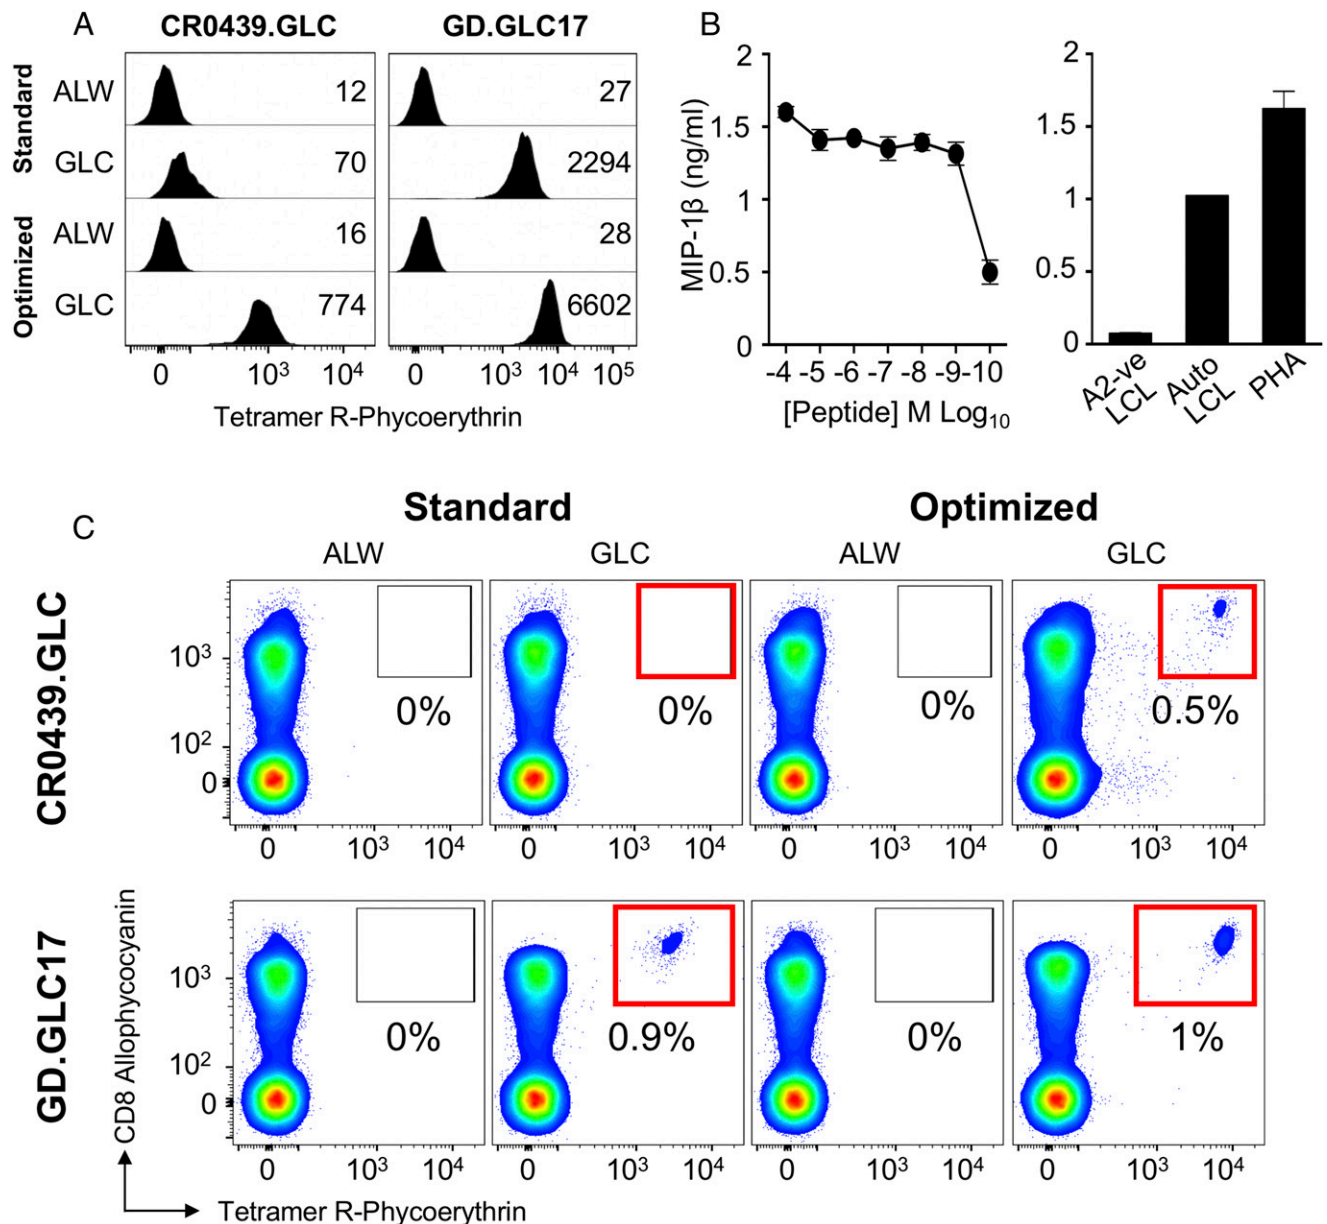 A
CR0439.GLC GD.GLC17
Standard
ALW 12 27
GLC 70 2294
Optimized
ALW 16 28
GLC 774 6602
0 10³ 10⁴ 0 10³ 10⁴ 10⁵
Tetramer R-Phycoerythrin
B
MIP-1β (ng/ml)
2
1.5
1
0.5
0
-4 -5 -6 -7 -8 -9 -10
[Peptide] M Log₁₀
2
1.5
1
0.5
0
A2-ve LCL
Auto LCL
PHA
C
Standard Optimized
ALW GLC ALW GLC
CR0439.GLC
10³
10²
0
0% 0% 0% 0.5%
0 10³ 10⁴ 0 10³ 10⁴ 0 10³ 10⁴ 0 10³ 10⁴
GD.GLC17
10³
10²
0
0% 0.9% 0% 1%
0 10³ 10⁴ 0 10³ 10⁴ 0 10³ 10⁴ 0 10³ 10⁴
CD8 Allophycocyanin
Tetramer R-Phycoerythrin